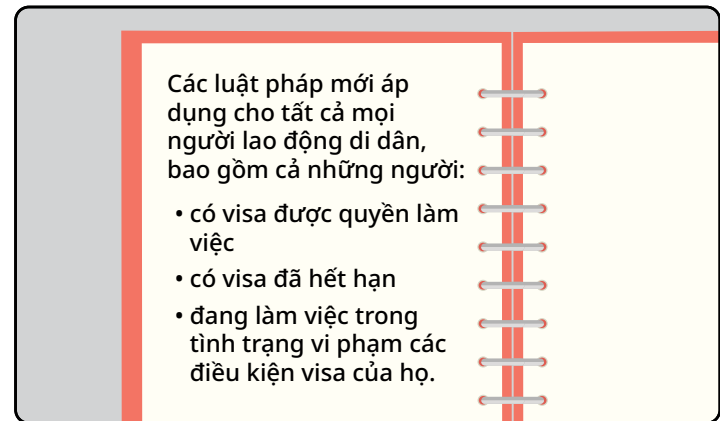 Các luật pháp mới áp
dụng cho tất cả mọi
người lao động di dân,
bao gồm cả những người:
• có visa được quyền làm
việc
• có visa đã hết hạn
• đang làm việc trong
tình trạng vi phạm các
điều kiện visa của họ.